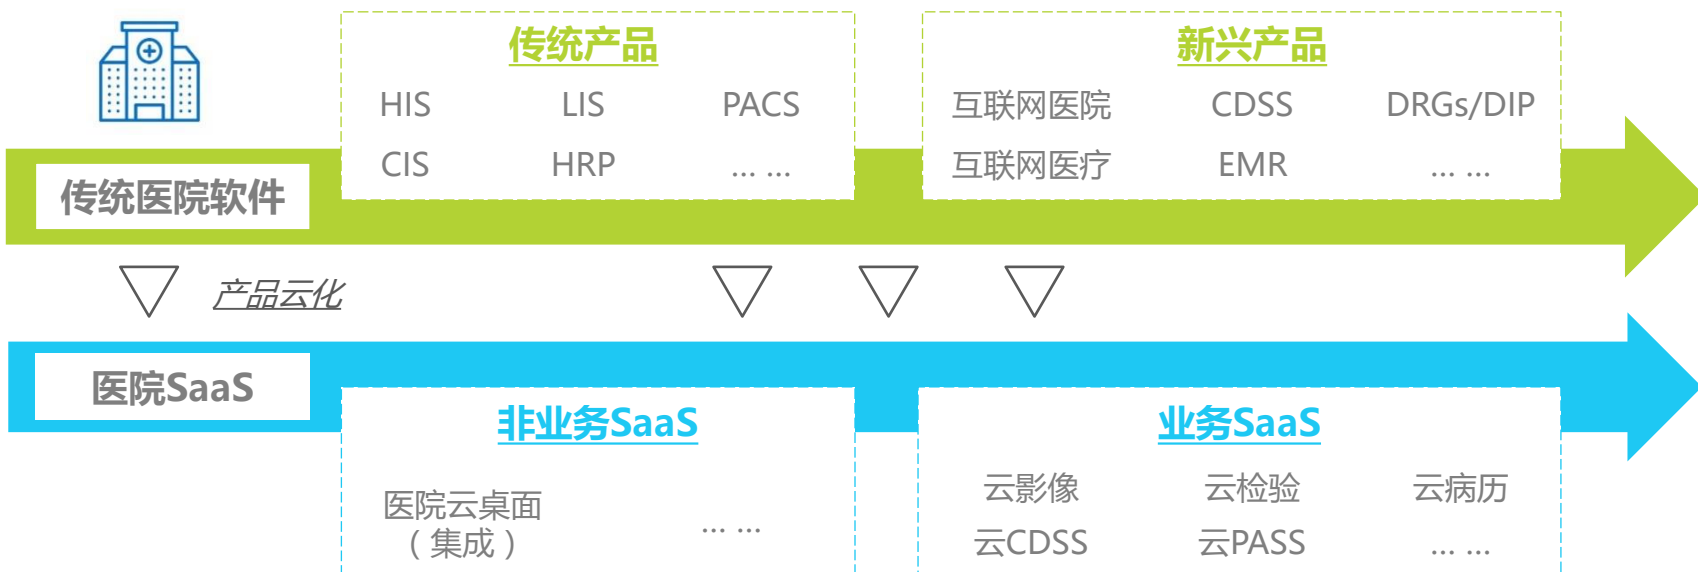 传统产品
HIS LIS PACS
CIS HRP ... ...
新兴产品
互联网医院 CDSS DRGs/DIP
互联网医疗 EMR ... ...
传统医院软件
产品云化
医院SaaS
非业务SaaS
医院云桌面
（集成） ... ...
业务SaaS
云影像 云检验 云病历
云CDSS 云PASS ... ...